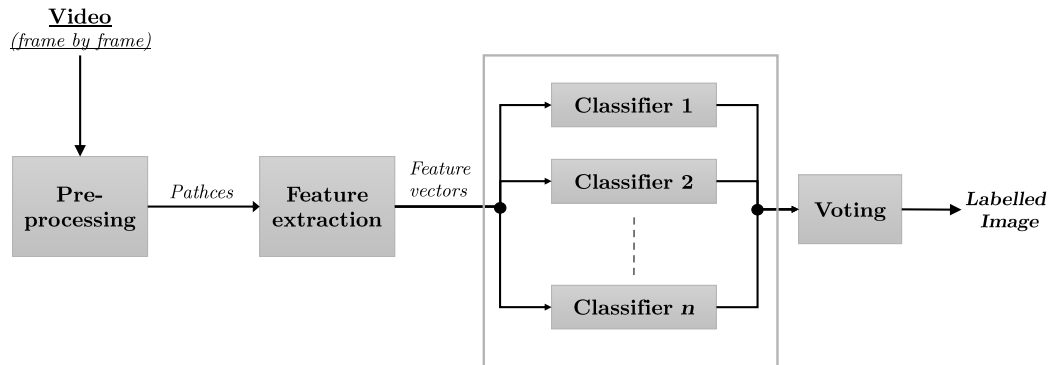 Video
(frame by frame)
Pre-
processing
Pathces
Feature
extraction
Feature
vectors
Classifier 1
Classifier 2
Classifier n
Voting
Labelled
Image